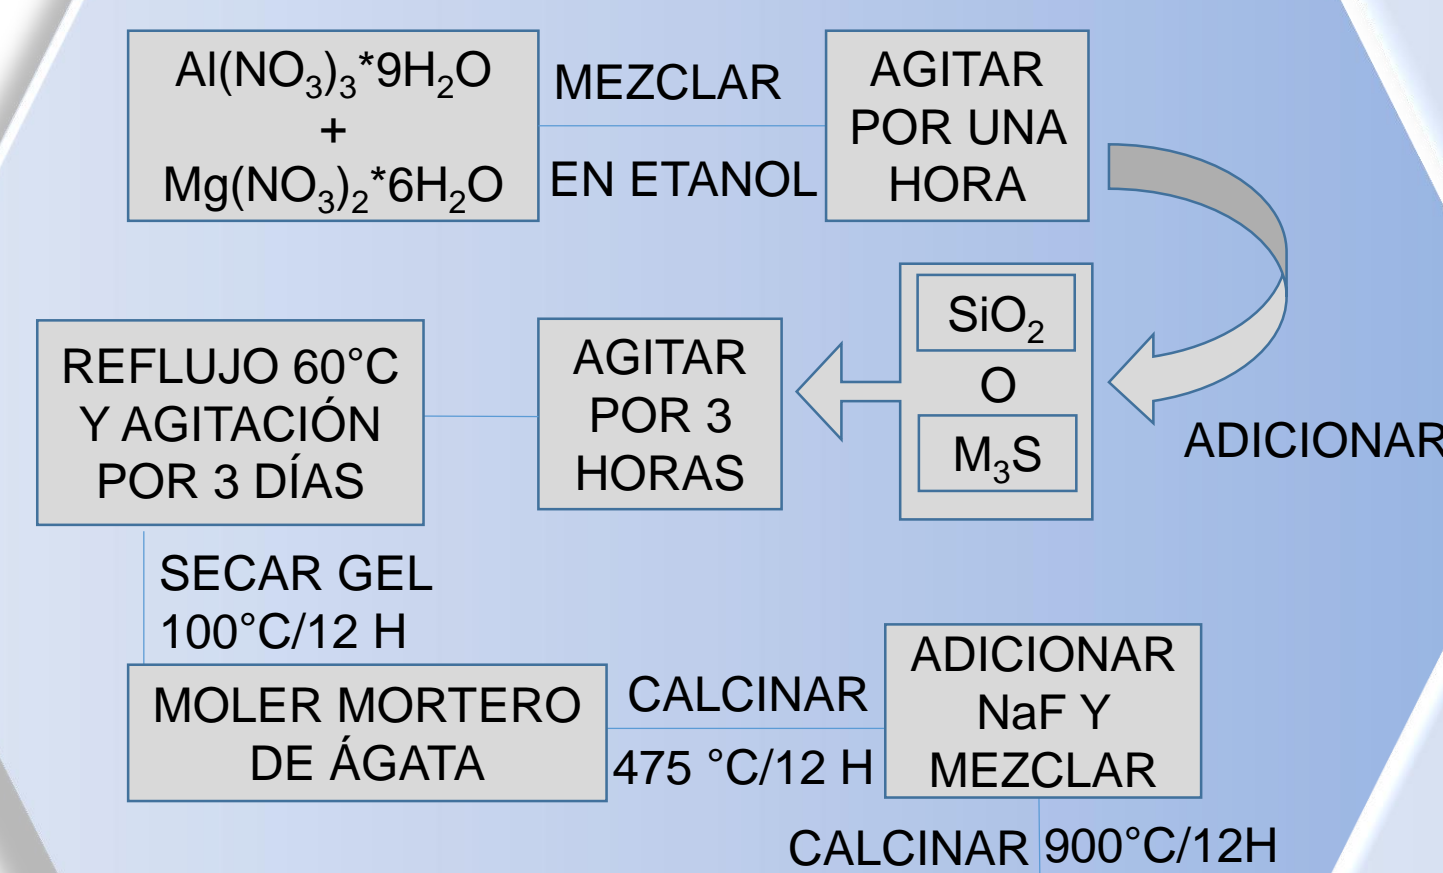 Al(NO₃)₃*9H₂O
+
Mg(NO₃)₂*6H₂O
MEZCLAR
EN ETANOL
AGITAR
POR UNA
HORA
ADICIONAR
SiO₂
O
M₃S
AGITAR
POR 3
HORAS
REFLUJO 60°C
Y AGITACIÓN
POR 3 DÍAS
SECAR GEL
100°C/12 H
MOLER MORTERO
DE ÁGATA
CALCINAR
475 °C/12 H
ADICIONAR
NaF Y
MEZCLAR
CALCINAR 900°C/12H